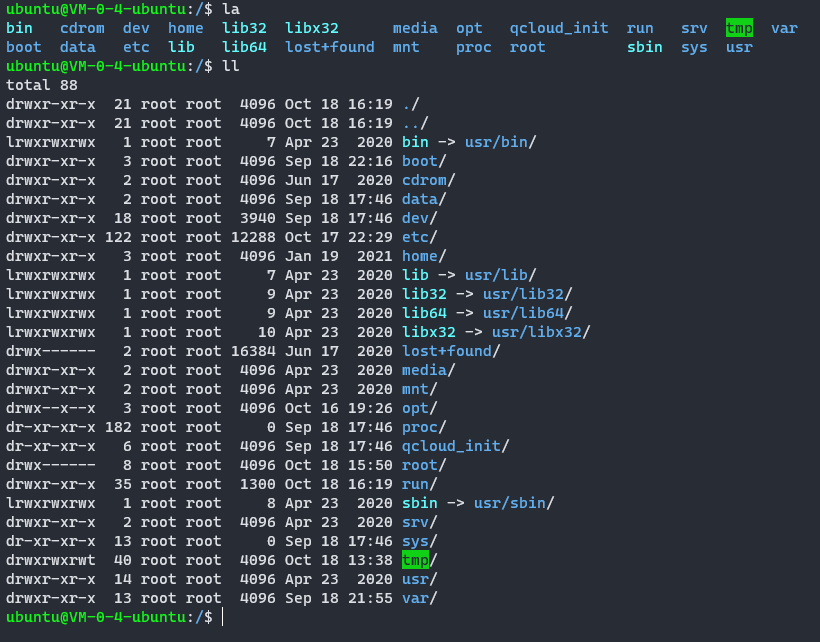 ubuntu@VM-0-4-ubuntu:/$ la
bin   cdrom  dev  home  lib32  libx32      media  opt   qcloud_init  run   srv  tmp  var
boot  data   etc  lib   lib64  lost+found  mnt    proc  root         sbin  sys  usr
ubuntu@VM-0-4-ubuntu:/$ ll
total 88
drwxr-xr-x  21 root root  4096 Oct 18 16:19 ./
drwxr-xr-x  21 root root  4096 Oct 18 16:19 ../
lrwxrwxrwx   1 root root     7 Apr 23  2020 bin -> usr/bin/
drwxr-xr-x   3 root root  4096 Sep 18 22:16 boot/
drwxr-xr-x   2 root root  4096 Jun 17  2020 cdrom/
drwxr-xr-x   2 root root  4096 Sep 18 17:46 data/
drwxr-xr-x  18 root root  3940 Sep 18 17:46 dev/
drwxr-xr-x 122 root root 12288 Oct 17 22:29 etc/
drwxr-xr-x   3 root root  4096 Jan 19  2021 home/
lrwxrwxrwx   1 root root     7 Apr 23  2020 lib -> usr/lib/
lrwxrwxrwx   1 root root     9 Apr 23  2020 lib32 -> usr/lib32/
lrwxrwxrwx   1 root root     9 Apr 23  2020 lib64 -> usr/lib64/
lrwxrwxrwx   1 root root    10 Apr 23  2020 libx32 -> usr/libx32/
drwx------   2 root root 16384 Jun 17  2020 lost+found/
drwxr-xr-x   2 root root  4096 Apr 23  2020 media/
drwxr-xr-x   2 root root  4096 Apr 23  2020 mnt/
drwx--x--x   3 root root  4096 Oct 16 19:26 opt/
dr-xr-xr-x 182 root root     0 Sep 18 17:46 proc/
dr-xr-xr-x   6 root root  4096 Sep 18 17:46 qcloud_init/
drwx------   8 root root  4096 Oct 18 15:50 root/
drwxr-xr-x  35 root root  1300 Oct 18 16:19 run/
lrwxrwxrwx   1 root root     8 Apr 23  2020 sbin -> usr/sbin/
drwxr-xr-x   2 root root  4096 Apr 23  2020 srv/
dr-xr-xr-x  13 root root     0 Sep 18 17:46 sys/
drwxrwxrwt  40 root root  4096 Oct 18 13:38 tmp/
drwxr-xr-x  14 root root  4096 Apr 23  2020 usr/
drwxr-xr-x  13 root root  4096 Sep 18 21:55 var/
ubuntu@VM-0-4-ubuntu:/$